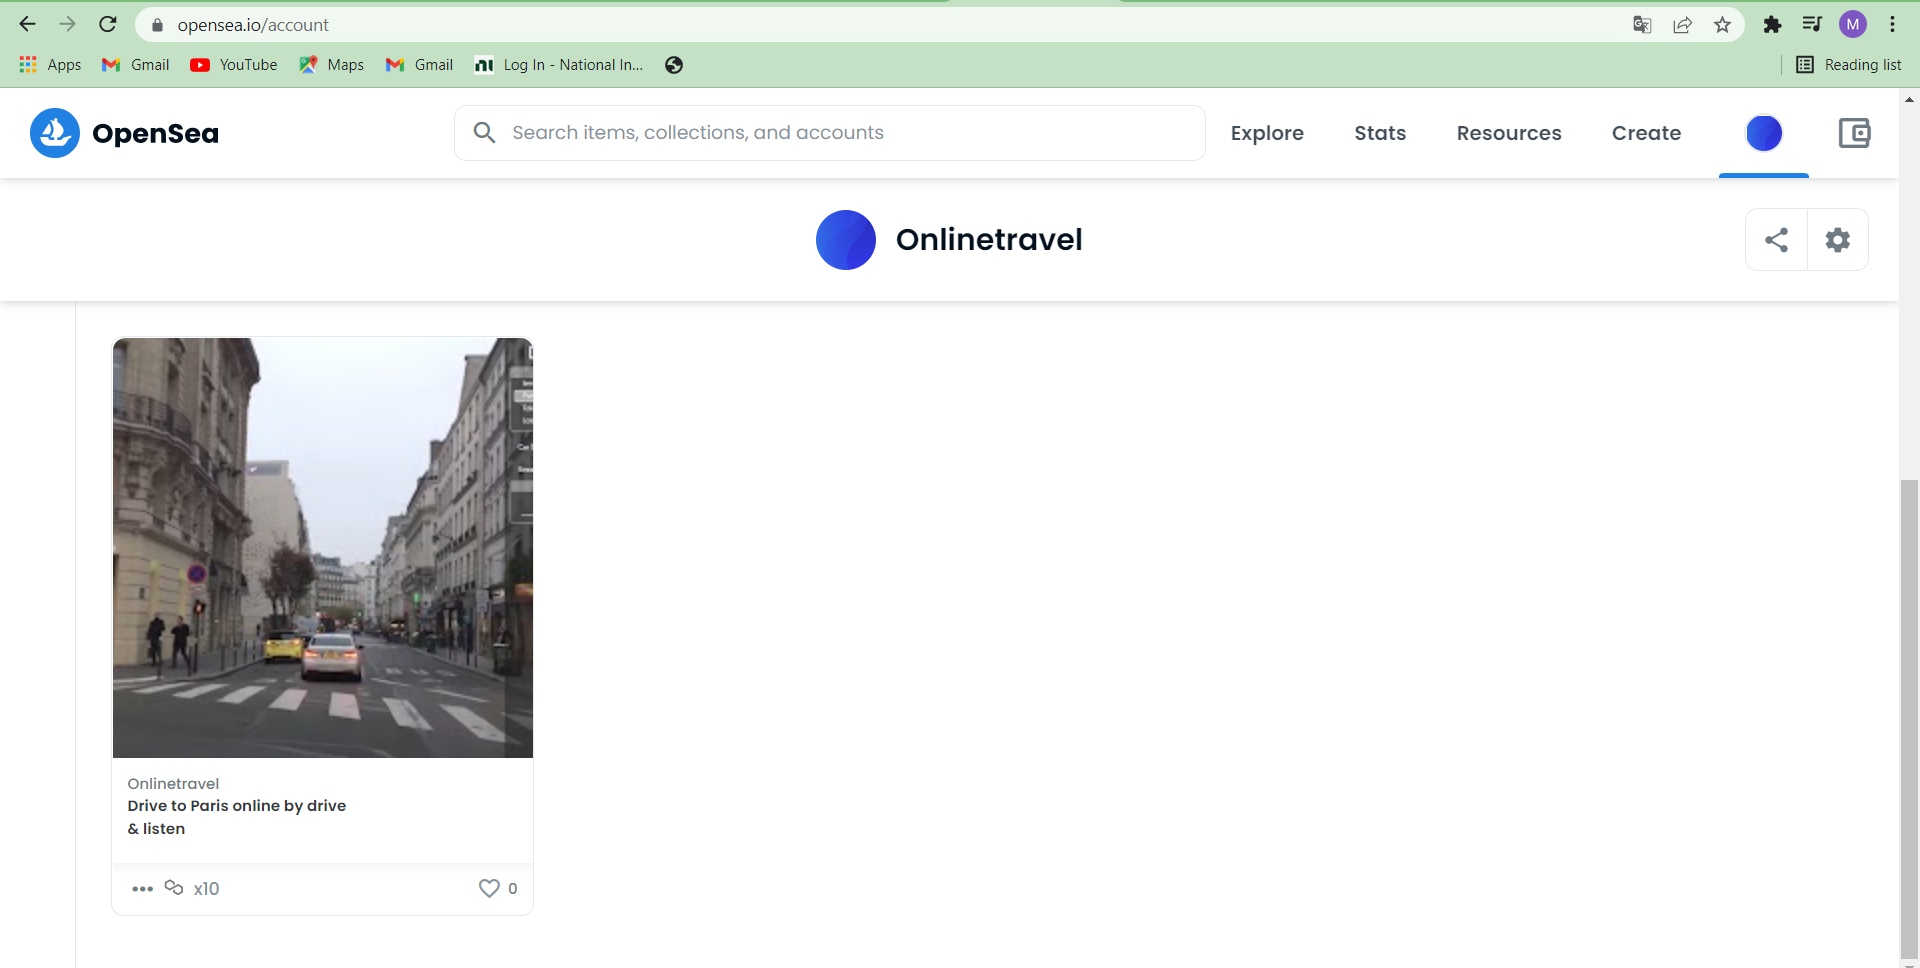 opensea.io/account
M
Apps
Gmail
YouTube
Maps
Gmail
Log In - National In...
Reading list
OpenSea
Search items, collections, and accounts
Explore
Stats
Resources
Create
Onlinetravel
Onlinetravel
Drive to Paris online by drive
& listen
x10
0